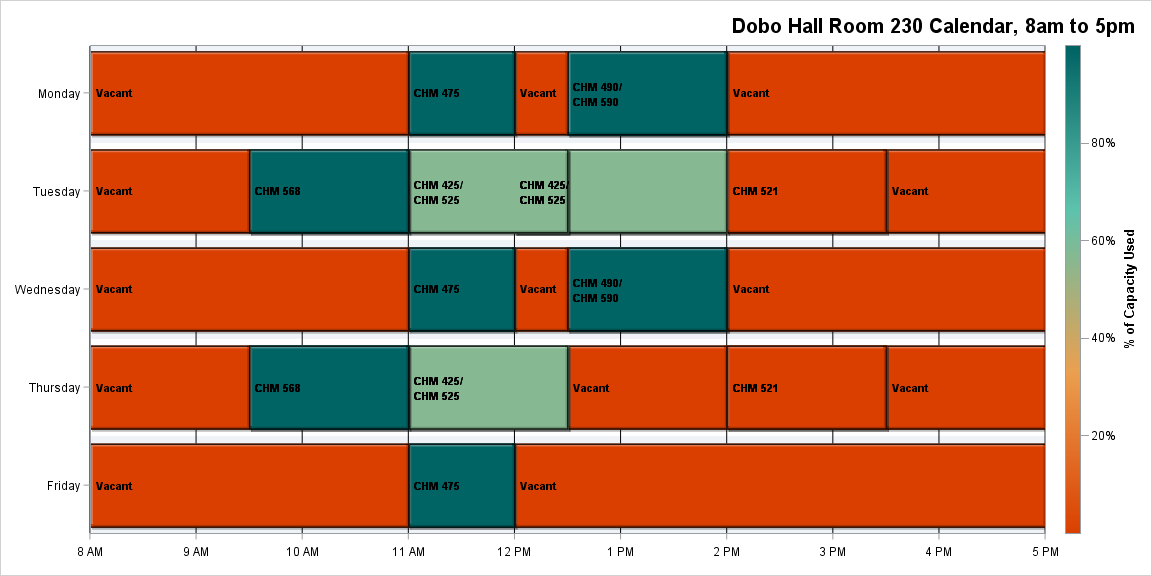 Dobo Hall Room 230 Calendar, 8am to 5pm
Monday
Vacant
CHM 475
Vacant
CHM 490/
CHM 590
Vacant
Tuesday
Vacant
CHM 568
CHM 425/
CHM 525
CHM 425/
CHM 525
CHM 521
Vacant
Wednesday
Vacant
CHM 475
Vacant
CHM 490/
CHM 590
Vacant
Thursday
Vacant
CHM 568
CHM 425/
CHM 525
Vacant
CHM 521
Vacant
Friday
Vacant
CHM 475
Vacant
8 AM
9 AM
10 AM
11 AM
12 PM
1 PM
2 PM
3 PM
4 PM
5 PM
80%
60%
40%
20%
% of Capacity Used